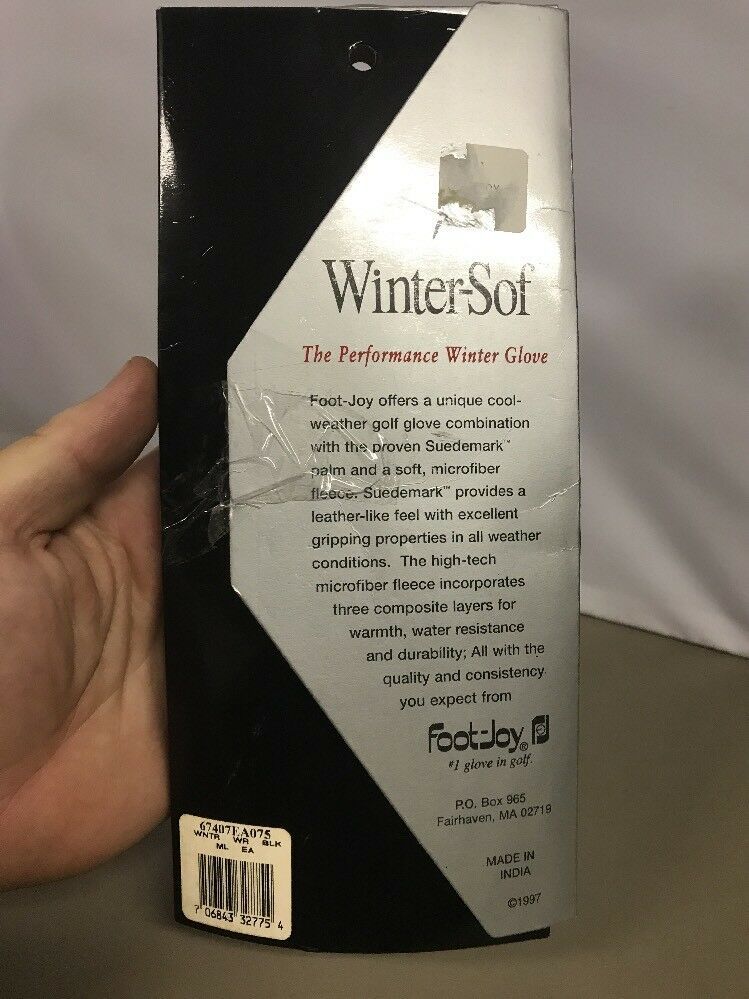 Winter-Sof
The Performance Winter Glove
Foot-Joy offers a unique cool-
weather golf glove combination
with the proven Suedemark™
palm and a soft, microfiber
fleece. Suedemark™ provides a
leather-like feel with excellent
gripping properties in all weather
conditions. The high-tech
microfiber fleece incorporates
three composite layers for
warmth, water resistance
and durability; All with the
quality and consistency
you expect from
Foot-Joy®
#1 glove in golf.
P.O. Box 965
Fairhaven, MA 02719
MADE IN
INDIA
©1997
67407EA075
WNTR WR BLK
ML EA
7 06843 32775 4